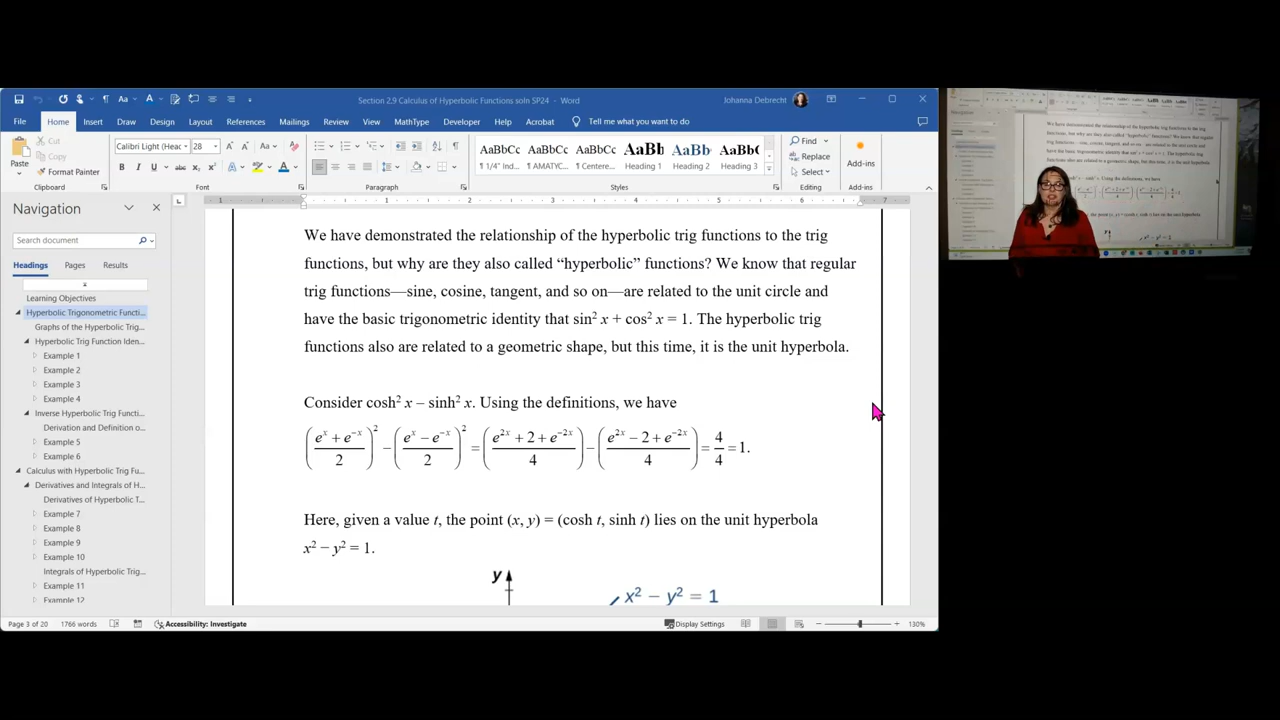 Section 2.9 Calculus of Hyperbolic Functions soln SP24 - Word
Johanna Debrecht
File Home Insert Draw Design Layout References Mailings Review View MathType Developer Help Acrobat Tell me what you want to do
Paste
Cut
Copy
Format Painter
Clipboard
Calibri Light (Headc 28
Font
Paragraph
AaBbCc AaBbCc AaBbCc AaBb AaBb AaBb
(ATYIC... Centere... Heading 1 Heading 2 Heading 3
Styles
Find
Replace
Select
Editing
Add-ins
Add-ins
Navigation
Search document
Headings Pages Results
Learning Objectives
Hyperbolic Trigonometric Functi...
Graphs of the Hyperbolic Trig...
Hyperbolic Trig Function Iden...
Example 1
Example 2
Example 3
Example 4
Inverse Hyperbolic Trig Functi...
Derivation and Definition o...
Example 5
Example 6
Calculus with Hyperbolic Trig Fu...
Derivatives and Integrals of H...
Derivatives of Hyperbolic T...
Example 7
Example 8
Example 9
Example 10
Integrals of Hyperbolic Trig...
Example 11
Example 12
We have demonstrated the relationship of the hyperbolic trig functions to the trig
functions, but why are they also called “hyperbolic” functions? We know that regular
trig functions—sine, cosine, tangent, and so on—are related to the unit circle and
have the basic trigonometric identity that sin² x + cos² x = 1. The hyperbolic trig
functions also are related to a geometric shape, but this time, it is the unit hyperbola.
Consider cosh² x – sinh² x. Using the definitions, we have
((eˣ + e⁻ˣ)/2)² − ((eˣ − e⁻ˣ)/2)² = ((e²ˣ + 2 + e⁻²ˣ)/4) − ((e²ˣ − 2 + e⁻²ˣ)/4) = 4/4 = 1.
Here, given a value t, the point (x, y) = (cosh t, sinh t) lies on the unit hyperbola
x² – y² = 1.
y
x² – y² = 1
Page 3 of 20 1766 words Accessibility: Investigate Display Settings 130%